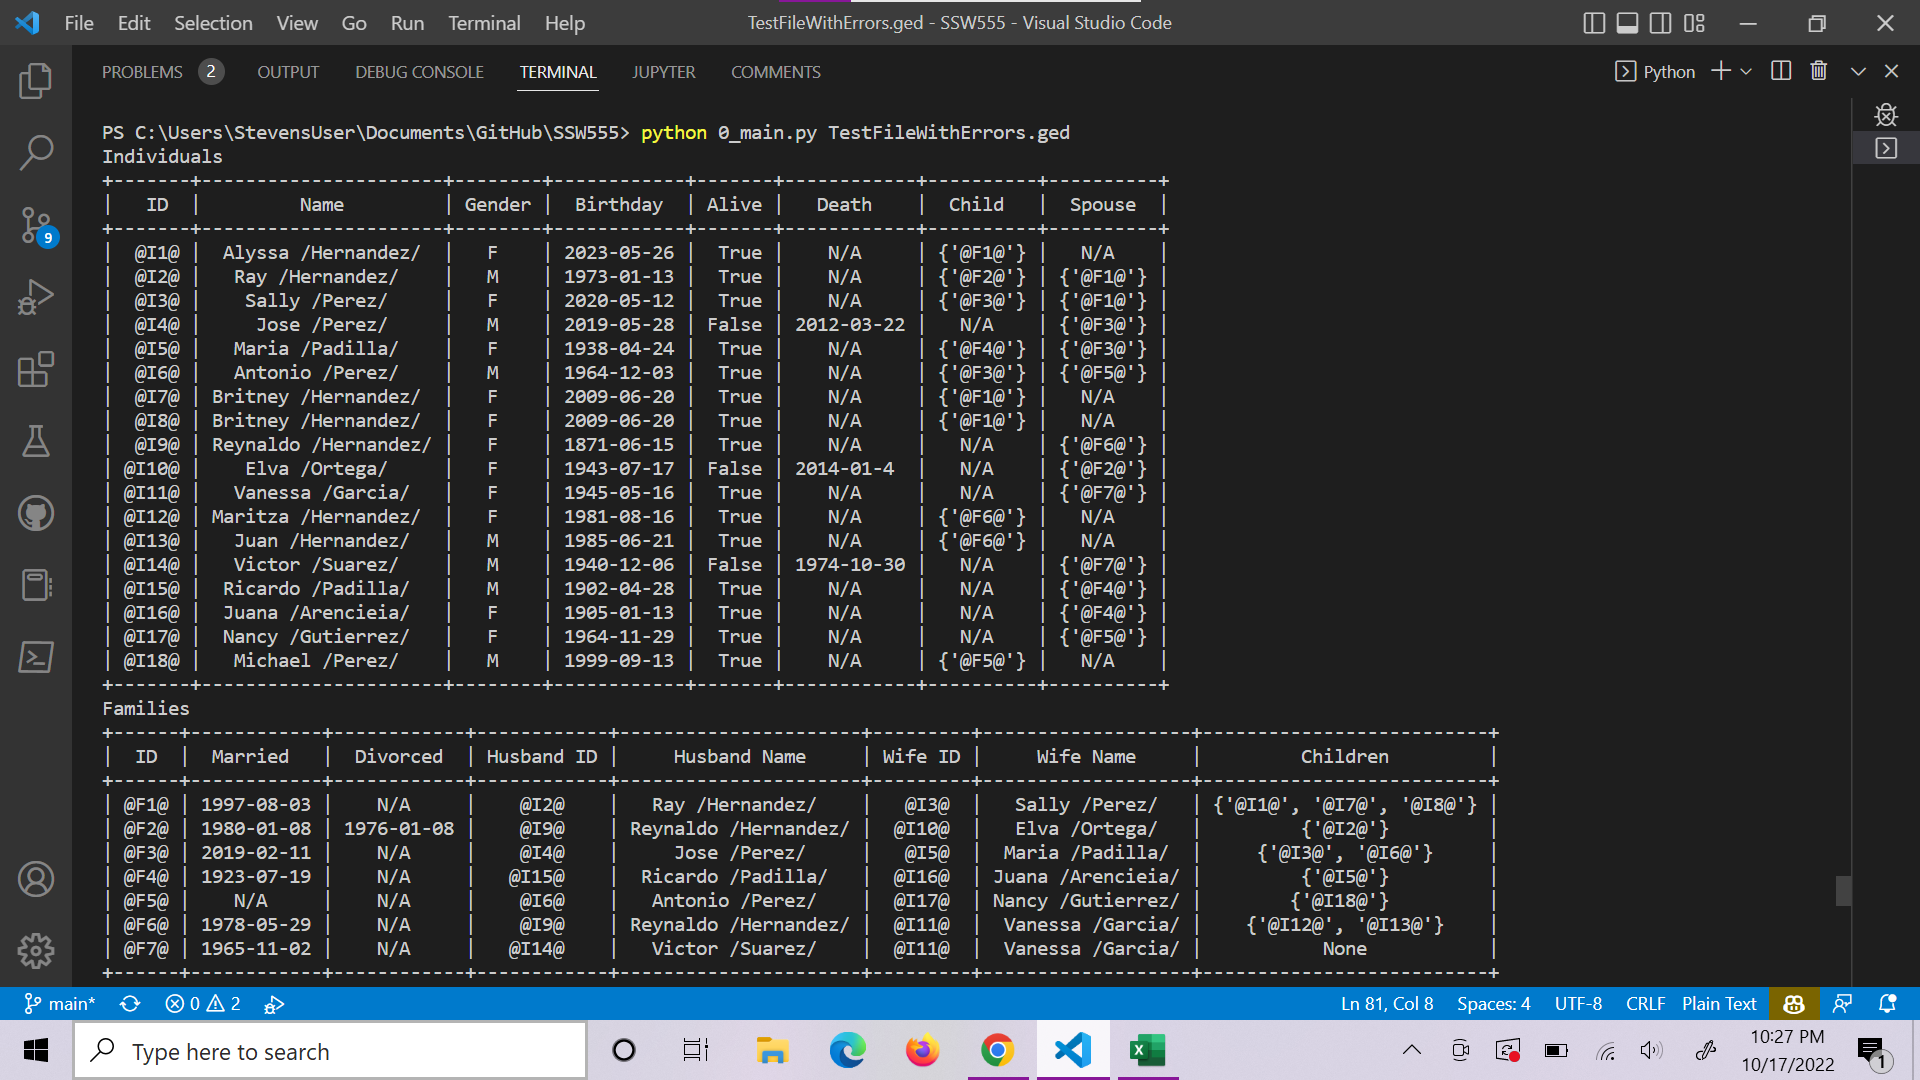 File Edit Selection View Go Run Terminal Help TestFileWithErrors.ged - SSW555 - Visual Studio Code
PROBLEMS 2 OUTPUT DEBUG CONSOLE TERMINAL JUPYTER COMMENTS Python
PS C:\Users\StevensUser\Documents\GitHub\SSW555> python 0_main.py TestFileWithErrors.ged
Individuals
+-------+----------------------+--------+------------+-------+------------+----------+----------+
| ID | Name | Gender | Birthday | Alive | Death | Child | Spouse |
+-------+----------------------+--------+------------+-------+------------+----------+----------+
| @I1@ | Alyssa /Hernandez/ | F | 2023-05-26 | True | N/A | {'@F1@'} | N/A |
| @I2@ | Ray /Hernandez/ | M | 1973-01-13 | True | N/A | {'@F2@'} | {'@F1@'} |
| @I3@ | Sally /Perez/ | F | 2020-05-12 | True | N/A | {'@F3@'} | {'@F1@'} |
| @I4@ | Jose /Perez/ | M | 2019-05-28 | False | 2012-03-22 | N/A | {'@F3@'} |
| @I5@ | Maria /Padilla/ | F | 1938-04-24 | True | N/A | {'@F4@'} | {'@F3@'} |
| @I6@ | Antonio /Perez/ | M | 1964-12-03 | True | N/A | {'@F3@'} | {'@F5@'} |
| @I7@ | Britney /Hernandez/ | F | 2009-06-20 | True | N/A | {'@F1@'} | N/A |
| @I8@ | Britney /Hernandez/ | F | 2009-06-20 | True | N/A | {'@F1@'} | N/A |
| @I9@ | Reynaldo /Hernandez/ | F | 1871-06-15 | True | N/A | N/A | {'@F6@'} |
| @I10@ | Elva /Ortega/ | F | 1943-07-17 | False | 2014-01-4 | N/A | {'@F2@'} |
| @I11@ | Vanessa /Garcia/ | F | 1945-05-16 | True | N/A | N/A | {'@F7@'} |
| @I12@ | Maritza /Hernandez/ | F | 1981-08-16 | True | N/A | {'@F6@'} | N/A |
| @I13@ | Juan /Hernandez/ | M | 1985-06-21 | True | N/A | {'@F6@'} | N/A |
| @I14@ | Victor /Suarez/ | M | 1940-12-06 | False | 1974-10-30 | N/A | {'@F7@'} |
| @I15@ | Ricardo /Padilla/ | M | 1902-04-28 | True | N/A | N/A | {'@F4@'} |
| @I16@ | Juana /Arencieia/ | F | 1905-01-13 | True | N/A | N/A | {'@F4@'} |
| @I17@ | Nancy /Gutierrez/ | F | 1964-11-29 | True | N/A | N/A | {'@F5@'} |
| @I18@ | Michael /Perez/ | M | 1999-09-13 | True | N/A | {'@F5@'} | N/A |
+-------+----------------------+--------+------------+-------+------------+----------+----------+
Families
+------+------------+------------+------------+----------------------+---------+-------------------+--------------------------+
| ID | Married | Divorced | Husband ID | Husband Name | Wife ID | Wife Name | Children |
+------+------------+------------+------------+----------------------+---------+-------------------+--------------------------+
| @F1@ | 1997-08-03 | N/A | @I2@ | Ray /Hernandez/ | @I3@ | Sally /Perez/ | {'@I1@', '@I7@', '@I8@'} |
| @F2@ | 1980-01-08 | 1976-01-08 | @I9@ | Reynaldo /Hernandez/ | @I10@ | Elva /Ortega/ | {'@I2@'} |
| @F3@ | 2019-02-11 | N/A | @I4@ | Jose /Perez/ | @I5@ | Maria /Padilla/ | {'@I3@', '@I6@'} |
| @F4@ | 1923-07-19 | N/A | @I15@ | Ricardo /Padilla/ | @I16@ | Juana /Arencieia/ | {'@I5@'} |
| @F5@ | N/A | N/A | @I6@ | Antonio /Perez/ | @I17@ | Nancy /Gutierrez/ | {'@I18@'} |
| @F6@ | 1978-05-29 | N/A | @I9@ | Reynaldo /Hernandez/ | @I11@ | Vanessa /Garcia/ | {'@I12@', '@I13@'} |
| @F7@ | 1965-11-02 | N/A | @I14@ | Victor /Suarez/ | @I11@ | Vanessa /Garcia/ | None |
+------+------------+------------+------------+----------------------+---------+-------------------+--------------------------+
9
main* 0 2 Ln 81, Col 8 Spaces: 4 UTF-8 CRLF Plain Text
Type here to search
10:27 PM
10/17/2022
1